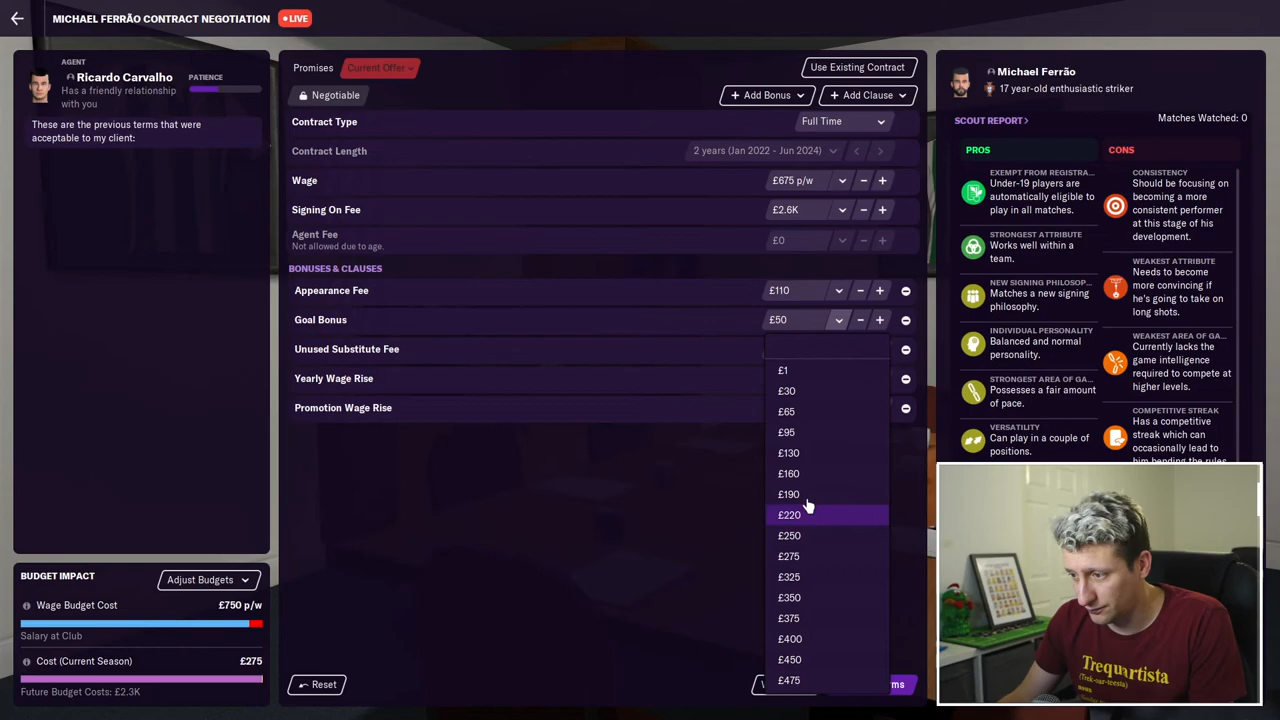 MICHAEL FERRÃO CONTRACT NEGOTIATION
LIVE
AGENT
Ricardo Carvalho
Has a friendly relationship
with you
PATIENCE
These are the previous terms that were
acceptable to my client:
Promises
Current Offer
Use Existing Contract
Negotiable
+ Add Bonus
+ Add Clause
Contract Type
Full Time
Contract Length
2 years (Jan 2022 - Jun 2024)
Wage
£675 p/w
Signing On Fee
£2.6K
Agent Fee
Not allowed due to age.
£0
BONUSES & CLAUSES
Appearance Fee
£110
Goal Bonus
£50
Unused Substitute Fee
Yearly Wage Rise
Promotion Wage Rise
£1
£30
£65
£95
£130
£160
£190
£220
£250
£275
£325
£350
£375
£400
£450
£475
Reset
BUDGET IMPACT
Adjust Budgets
Wage Budget Cost
£750 p/w
Salary at Club
Cost (Current Season)
£275
Future Budget Costs: £2.3K
Michael Ferrão
17 year-old enthusiastic striker
SCOUT REPORT >
Matches Watched: 0
PROS
EXEMPT FROM REGISTRA...
Under-19 players are
automatically eligible to
play in all matches.
STRONGEST ATTRIBUTE
Works well within a
team.
NEW SIGNING PHILOSOP...
Matches a new signing
philosophy.
INDIVIDUAL PERSONALITY
Balanced and normal
personality.
STRONGEST AREA OF GA...
Possesses a fair amount
of pace.
VERSATILITY
Can play in a couple of
positions.
CONS
CONSISTENCY
Should be focusing on
becoming a more
consistent performer
at this stage of his
development.
WEAKEST ATTRIBUTE
Needs to become
more convincing if
he's going to take on
long shots.
WEAKEST AREA OF GA...
Currently lacks the
game intelligence
required to compete at
higher levels.
COMPETITIVE STREAK
Has a competitive
streak which can
occasionally lead to
him bending the rules
Trequartista
(Trek-oar-teesta)
noun